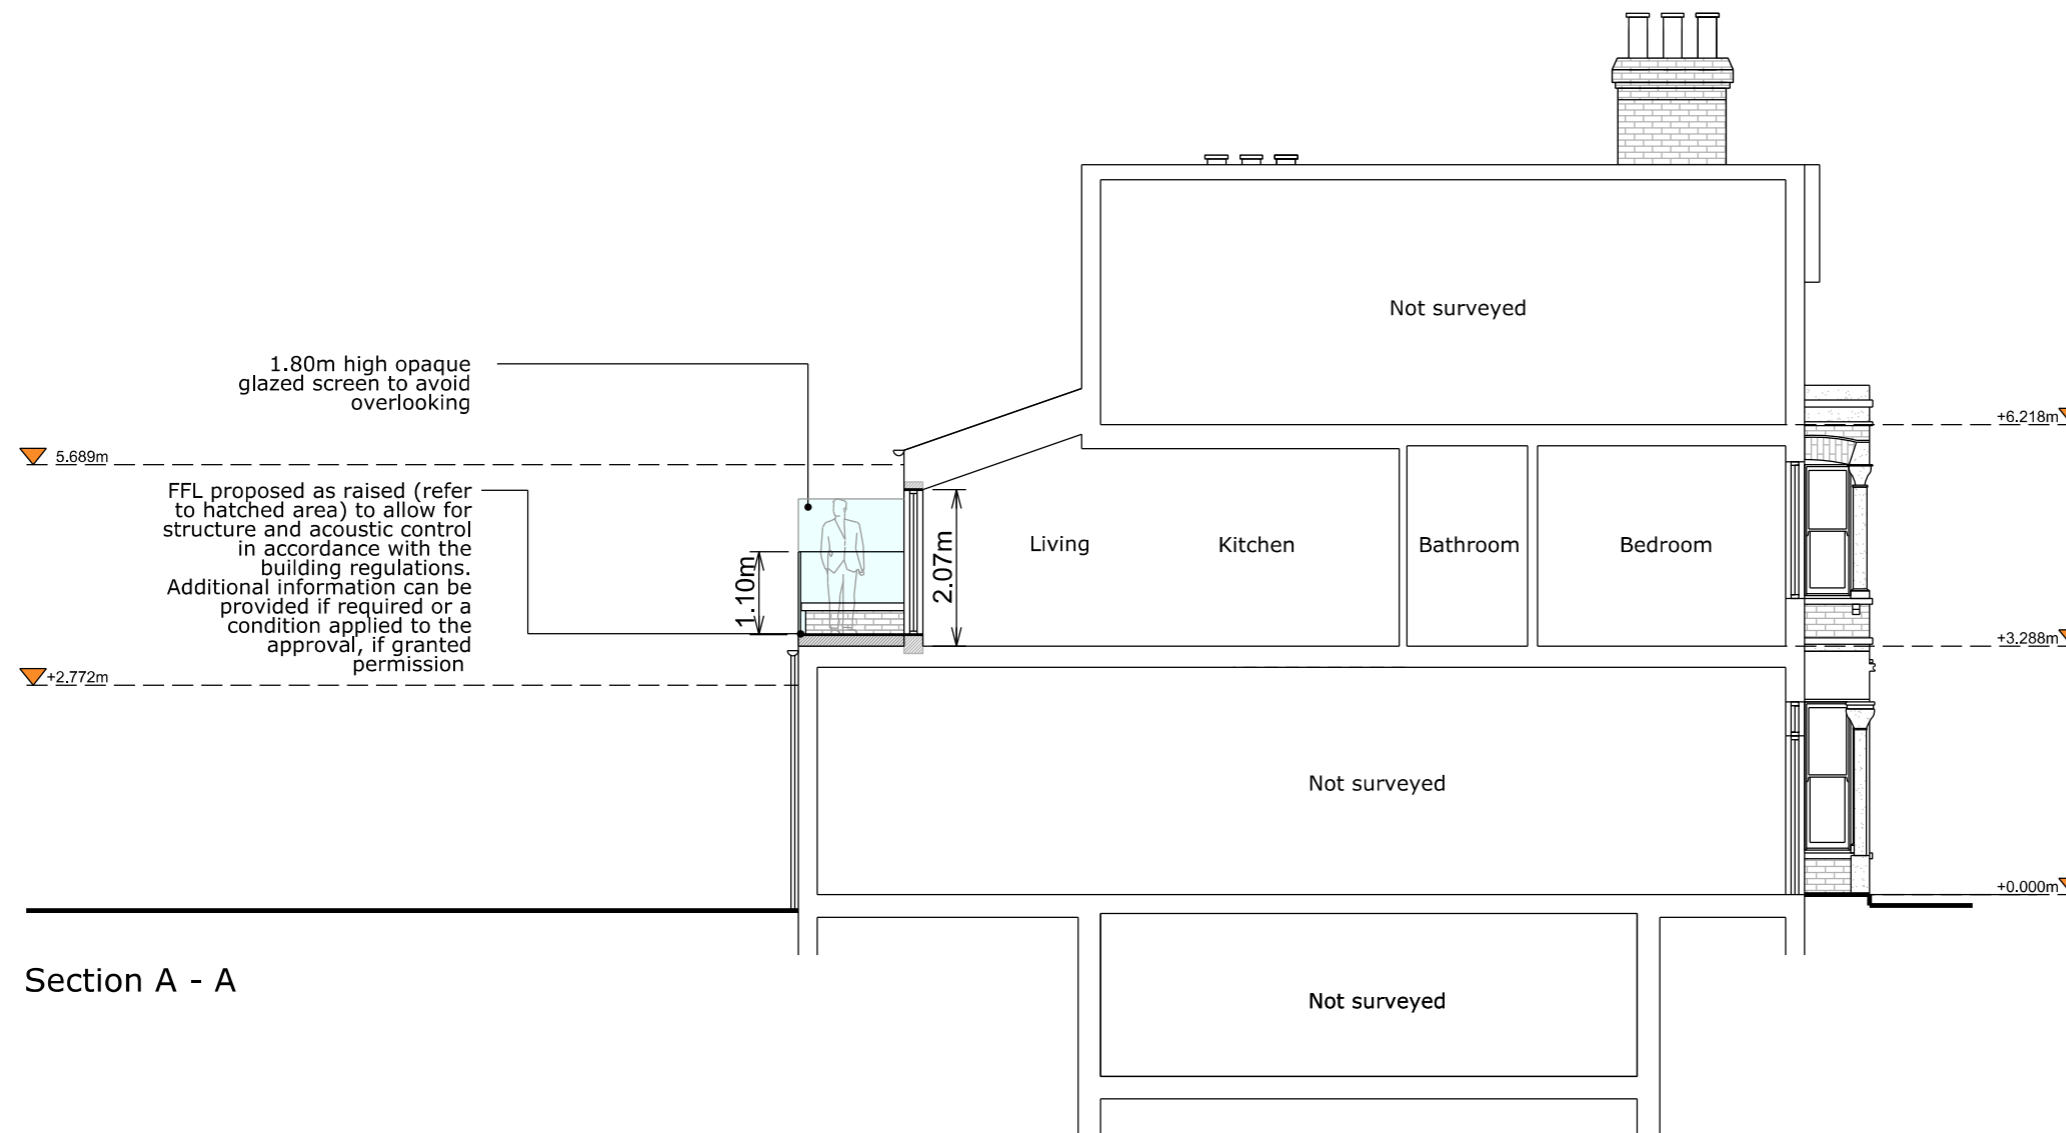 Not surveyed
1.80m high opaque
glazed screen to avoid
overlooking
+6.218m
5.689m
FFL proposed as raised (refer
to hatched area) to allow for
structure and acoustic control
in accordance with the
building regulations.
Additional information can be
provided if required or a
condition applied to the
approval, if granted
permission
1.10m
2.07m
Living
Kitchen
Bathroom
Bedroom
+3.288m
+2.772m
Not surveyed
+0.000m
Section A - A
Not surveyed